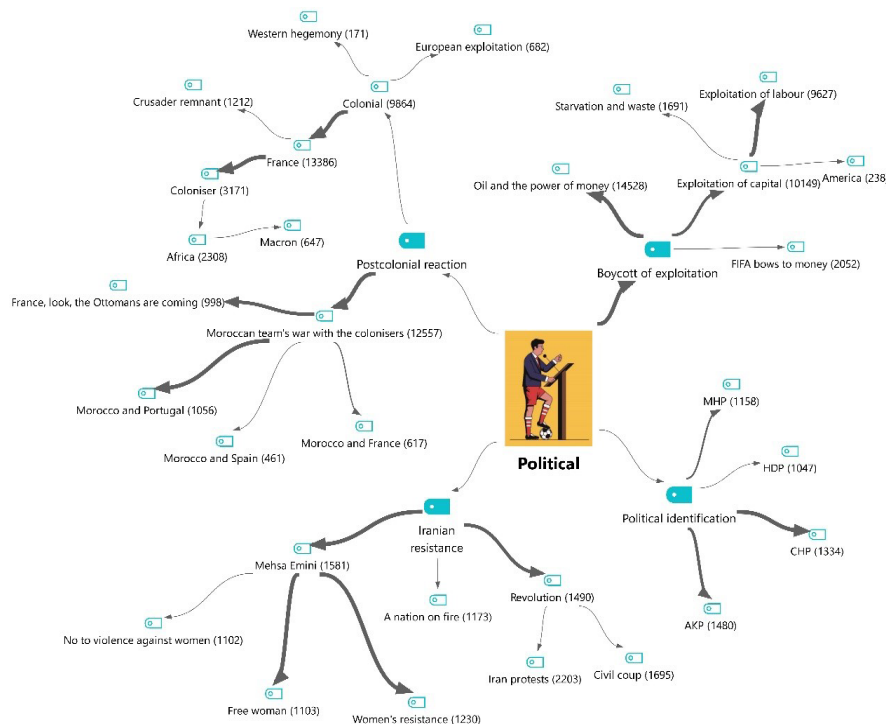 Western hegemony (171)
European exploitation (682)
Crusader remnant (1212)
Colonial (9864)
France (13386)
Coloniser (3171)
Africa (2308)
Macron (647)
Postcolonial reaction
France, look, the Ottomans are coming (998)
Moroccan team's war with the colonisers (12557)
Morocco and Portugal (1056)
Morocco and Spain (461)
Morocco and France (617)
Starvation and waste (1691)
Exploitation of labour (9627)
Oil and the power of money (14528)
Exploitation of capital (10149)
America (238
Boycott of exploitation
FIFA bows to money (2052)
Political
MHP (1158)
HDP (1047)
Political identification
CHP (1334)
AKP (1480)
Iranian
resistance
Mehsa Emini (1581)
No to violence against women (1102)
Free woman (1103)
Women's resistance (1230)
A nation on fire (1173)
Revolution (1490)
Iran protests (2203)
Civil coup (1695)